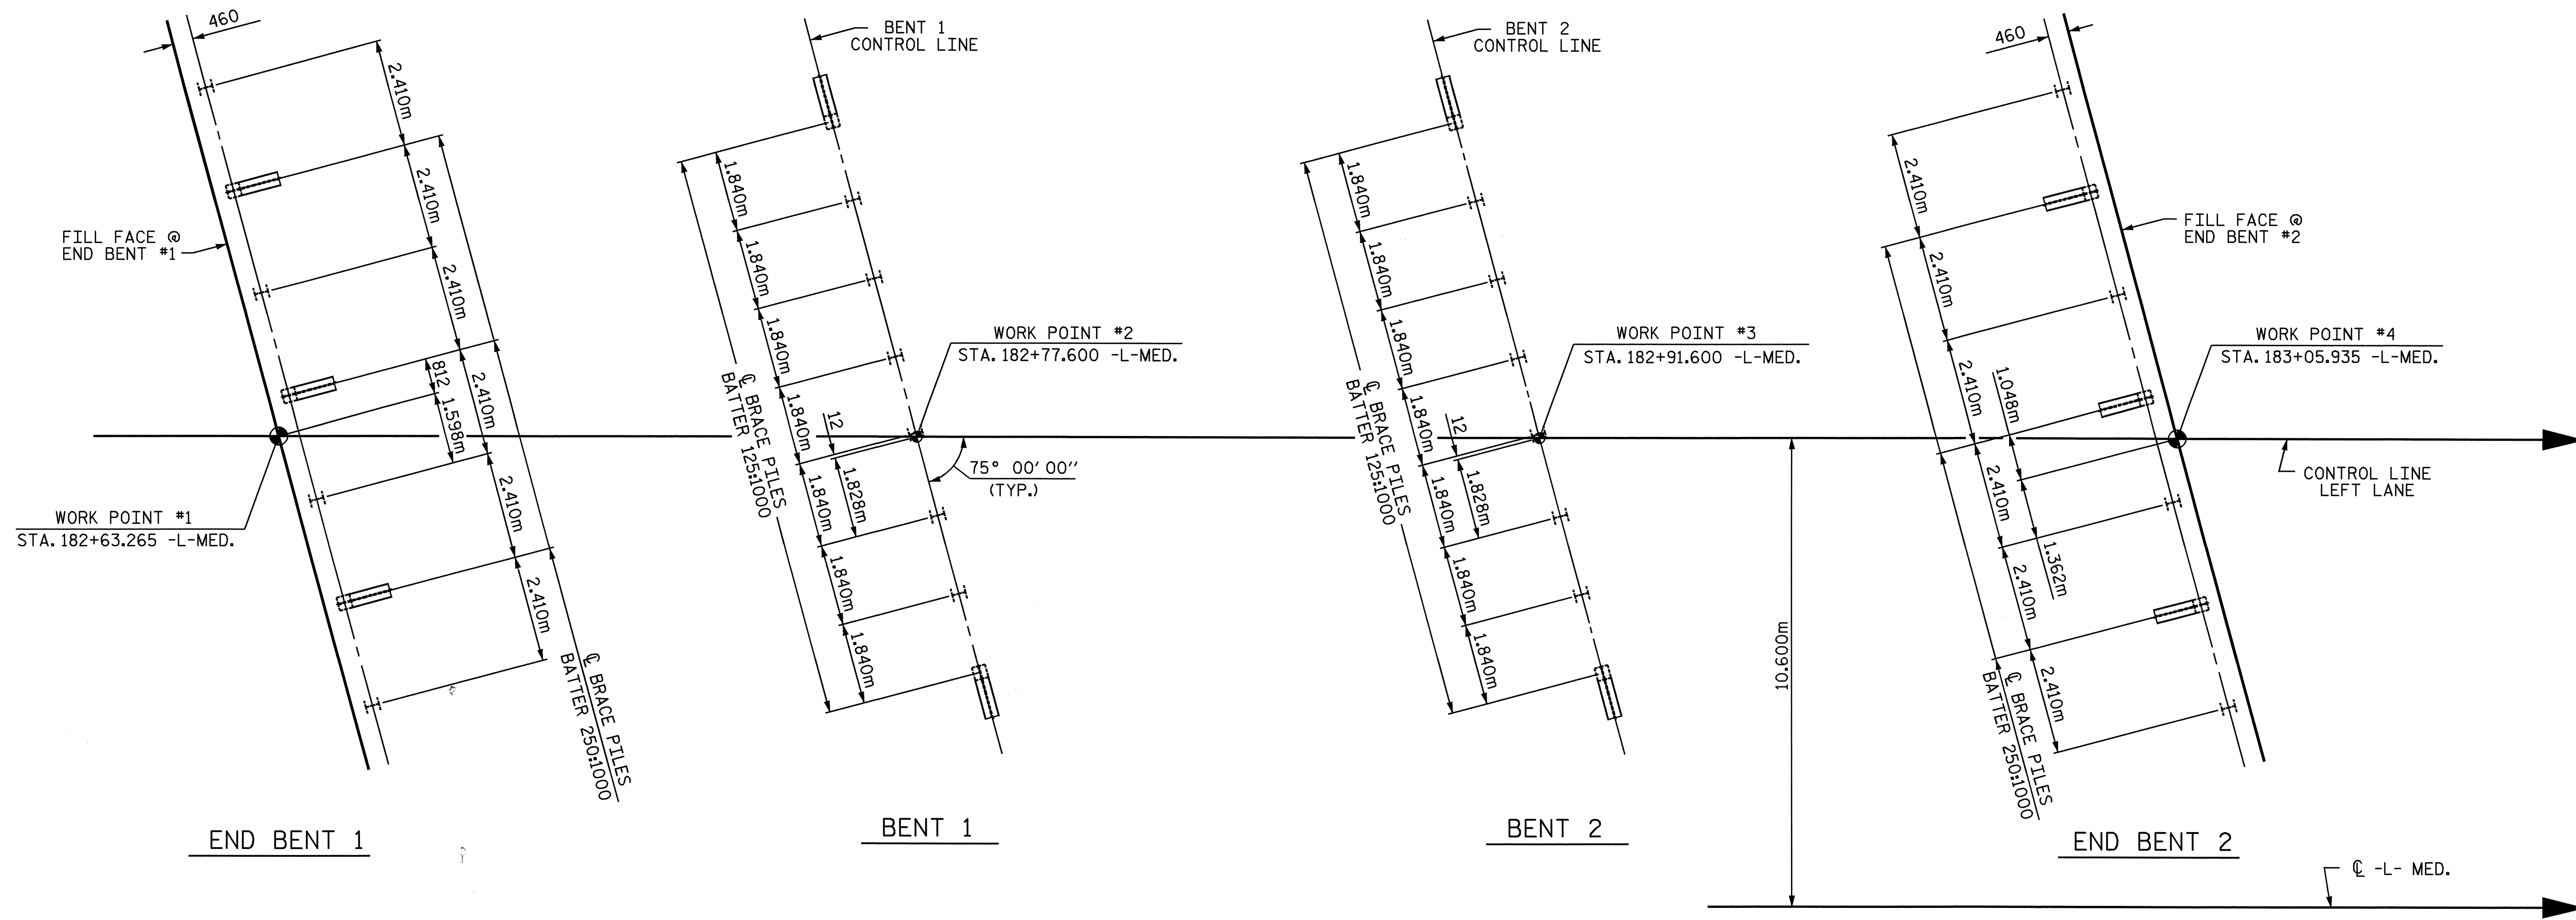 460
BENT 1
CONTROL LINE
BENT 2
CONTROL LINE
460
2.410m
2.410m
2.410m
812
2.410m
1.598m
2.410m
2.410m
FILL FACE @
END BENT #1
WORK POINT #1
STA. 182+63.265 -L-MED.
℄ BRACE PILES
BATTER 250:1000
END BENT 1
1.840m
1.840m
1.840m
1.840m
12
1.840m
1.828m
1.840m
1.840m
℄ BRACE PILES
BATTER 125:1000
WORK POINT #2
STA. 182+77.600 -L-MED.
75° 00' 00''
(TYP.)
BENT 1
1.840m
1.840m
1.840m
1.840m
12
1.840m
1.828m
1.840m
1.840m
℄ BRACE PILES
BATTER 125:1000
WORK POINT #3
STA. 182+91.600 -L-MED.
BENT 2
10.600m
2.410m
2.410m
2.410m
1.048m
2.410m
1.362m
2.410m
2.410m
FILL FACE @
END BENT #2
WORK POINT #4
STA. 183+05.935 -L-MED.
CONTROL LINE
LEFT LANE
℄ BRACE PILES
BATTER 250:1000
END BENT 2
℄ -L- MED.